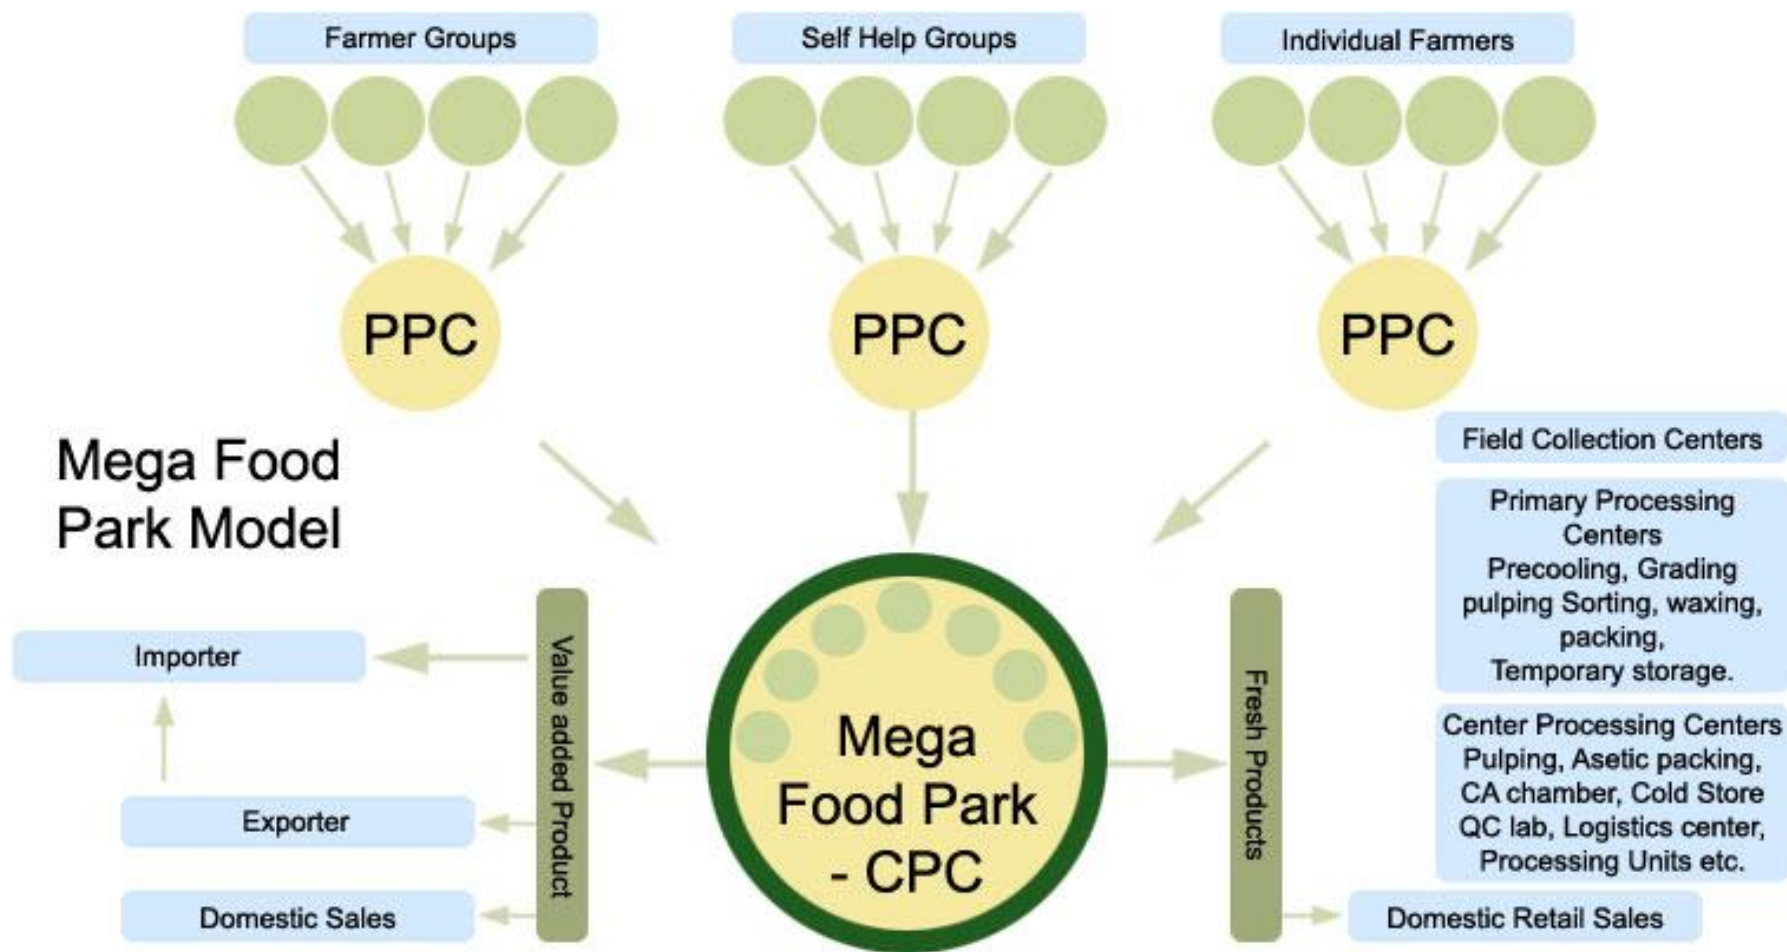 Farmer Groups
Self Help Groups
Individual Farmers
PPC
PPC
PPC
Mega Food
Park Model
Field Collection Centers
Primary Processing
Centers
Precooling, Grading
pulping Sorting, waxing,
packing,
Temporary storage.
Center Processing Centers
Pulping, Asetic packing,
CA chamber, Cold Store
QC lab, Logistics center,
Processing Units etc.
Importer
Exporter
Domestic Sales
Value added Product
Mega
Food Park
- CPC
Fresh Products
Domestic Retail Sales